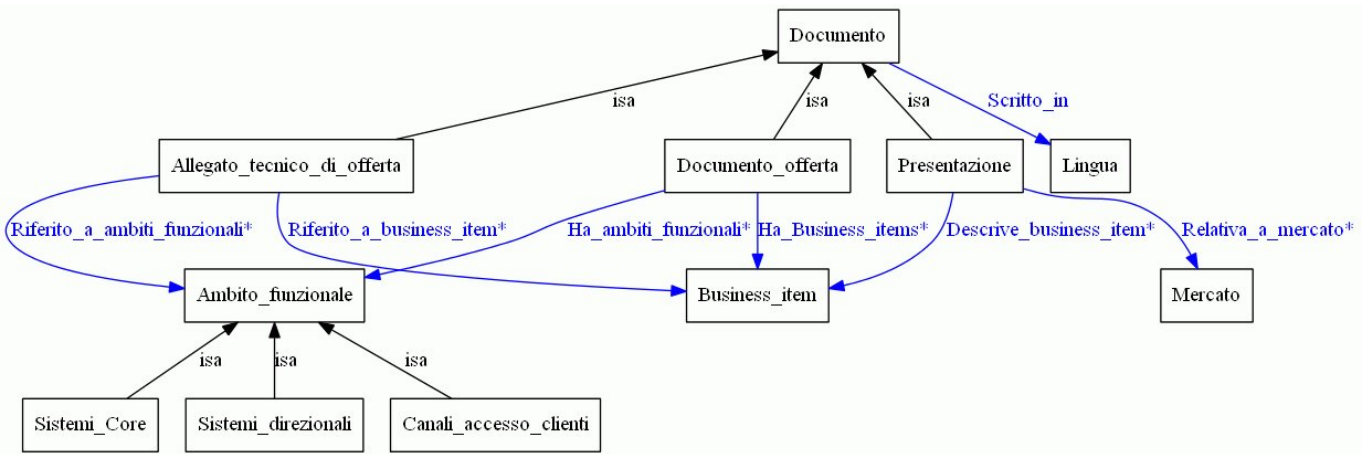 Documento
isa
isa
isa
Scritto_in
Allegato_tecnico_di_offerta
Documento_offerta
Presentazione
Lingua
Riferito_a_ambiti_funzionali*
Riferito_a_business_item*
Ha_ambiti_funzionali*
Ha_Business_items*
Descrive_business_item*
Relativa_a_mercato*
Ambito_funzionale
Business_item
Mercato
isa
isa
isa
Sistemi_Core
Sistemi_direzionali
Canali_accesso_clienti